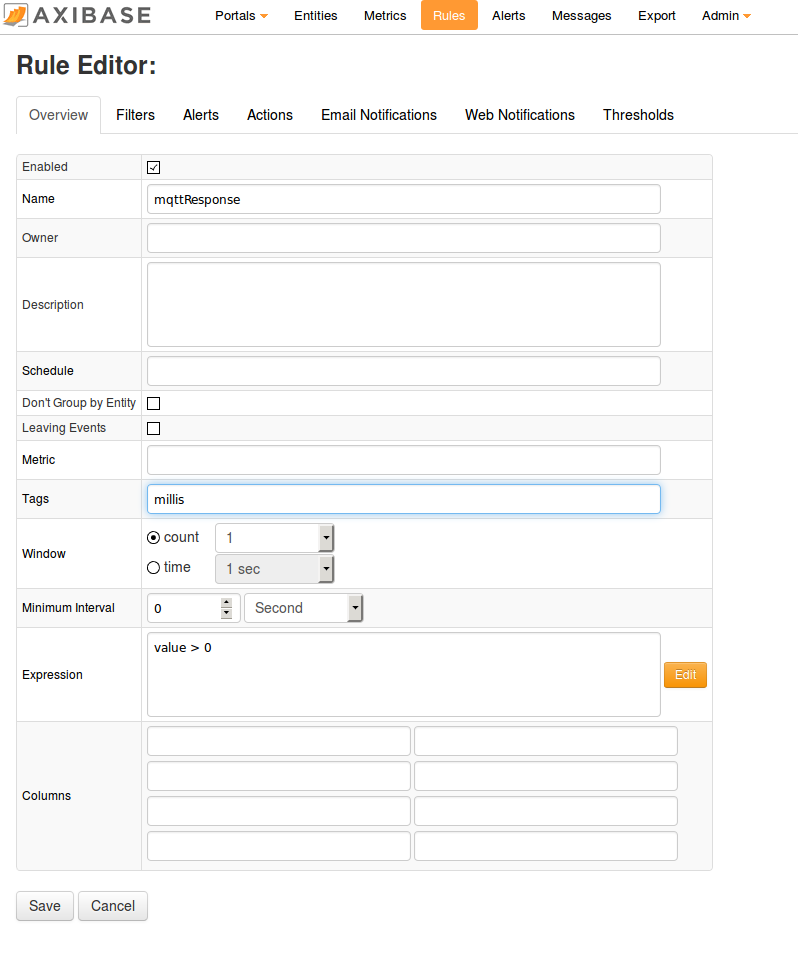 AXIBASE Portals Entities Metrics Rules Alerts Messages Export Admin
Rule Editor:
Overview Filters Alerts Actions Email Notifications Web Notifications Thresholds
Enabled
Name mqttResponse
Owner
Description
Schedule
Don't Group by Entity
Leaving Events
Metric
Tags millis
Window
count 1
time 1 sec
Minimum Interval 0 Second
Expression value > 0 Edit
Columns
Save Cancel